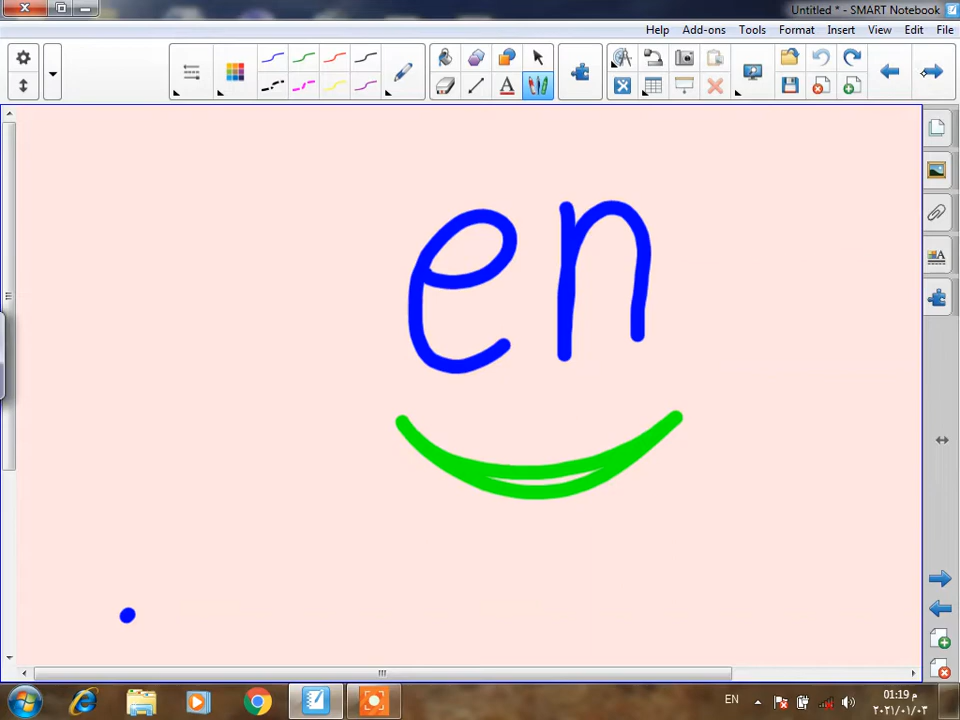 Untitled * - SMART Notebook
Help Add-ons Tools Format Insert View Edit File
en
EN
01:19 م
٢٠٢١/٠١/٠٣